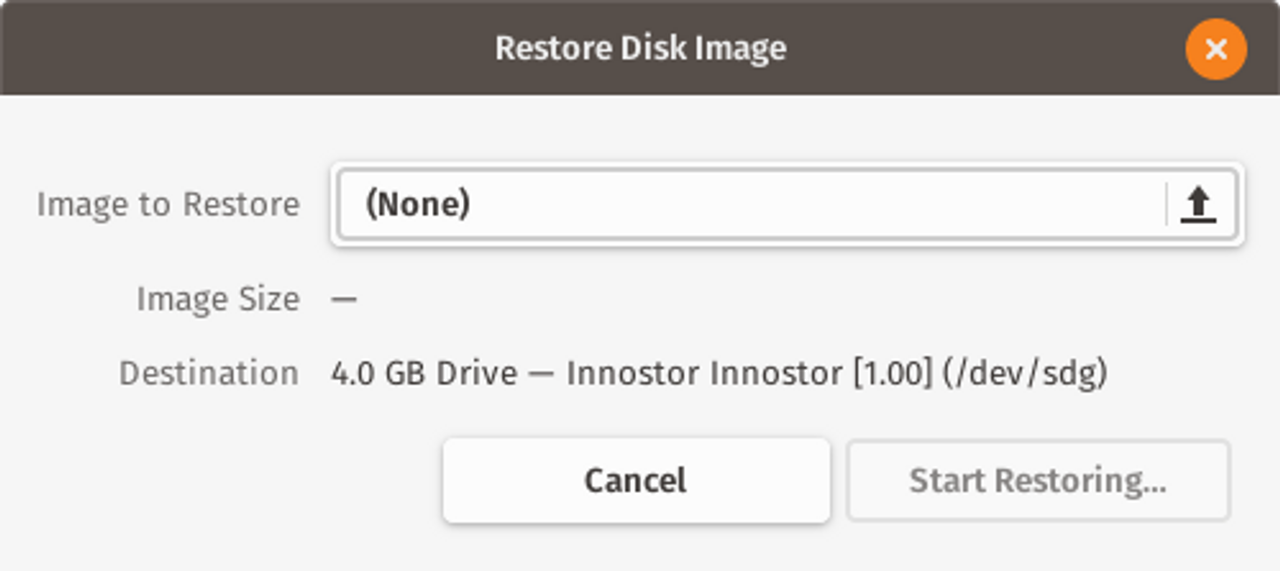 Restore Disk Image
Image to Restore (None)
Image Size —
Destination 4.0 GB Drive — Innostor Innostor [1.00] (/dev/sdg)
Cancel Start Restoring...